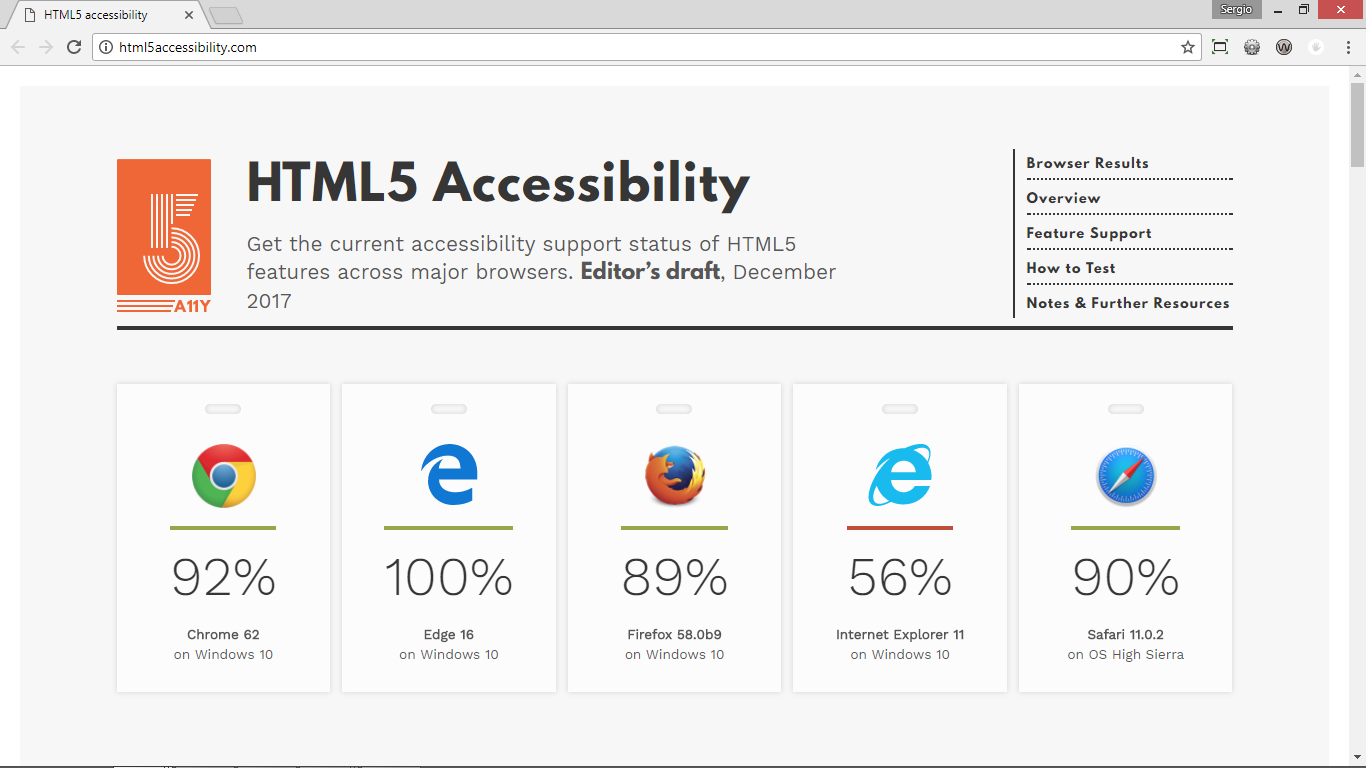 HTML5 accessibility
Sergio
html5accessibility.com
HTML5 Accessibility
Get the current accessibility support status of HTML5
features across major browsers. Editor's draft, December
2017
5
A11Y
Browser Results
Overview
Feature Support
How to Test
Notes & Further Resources
92%
Chrome 62
on Windows 10
100%
Edge 16
on Windows 10
89%
Firefox 58.0b9
on Windows 10
56%
Internet Explorer 11
on Windows 10
90%
Safari 11.0.2
on OS High Sierra